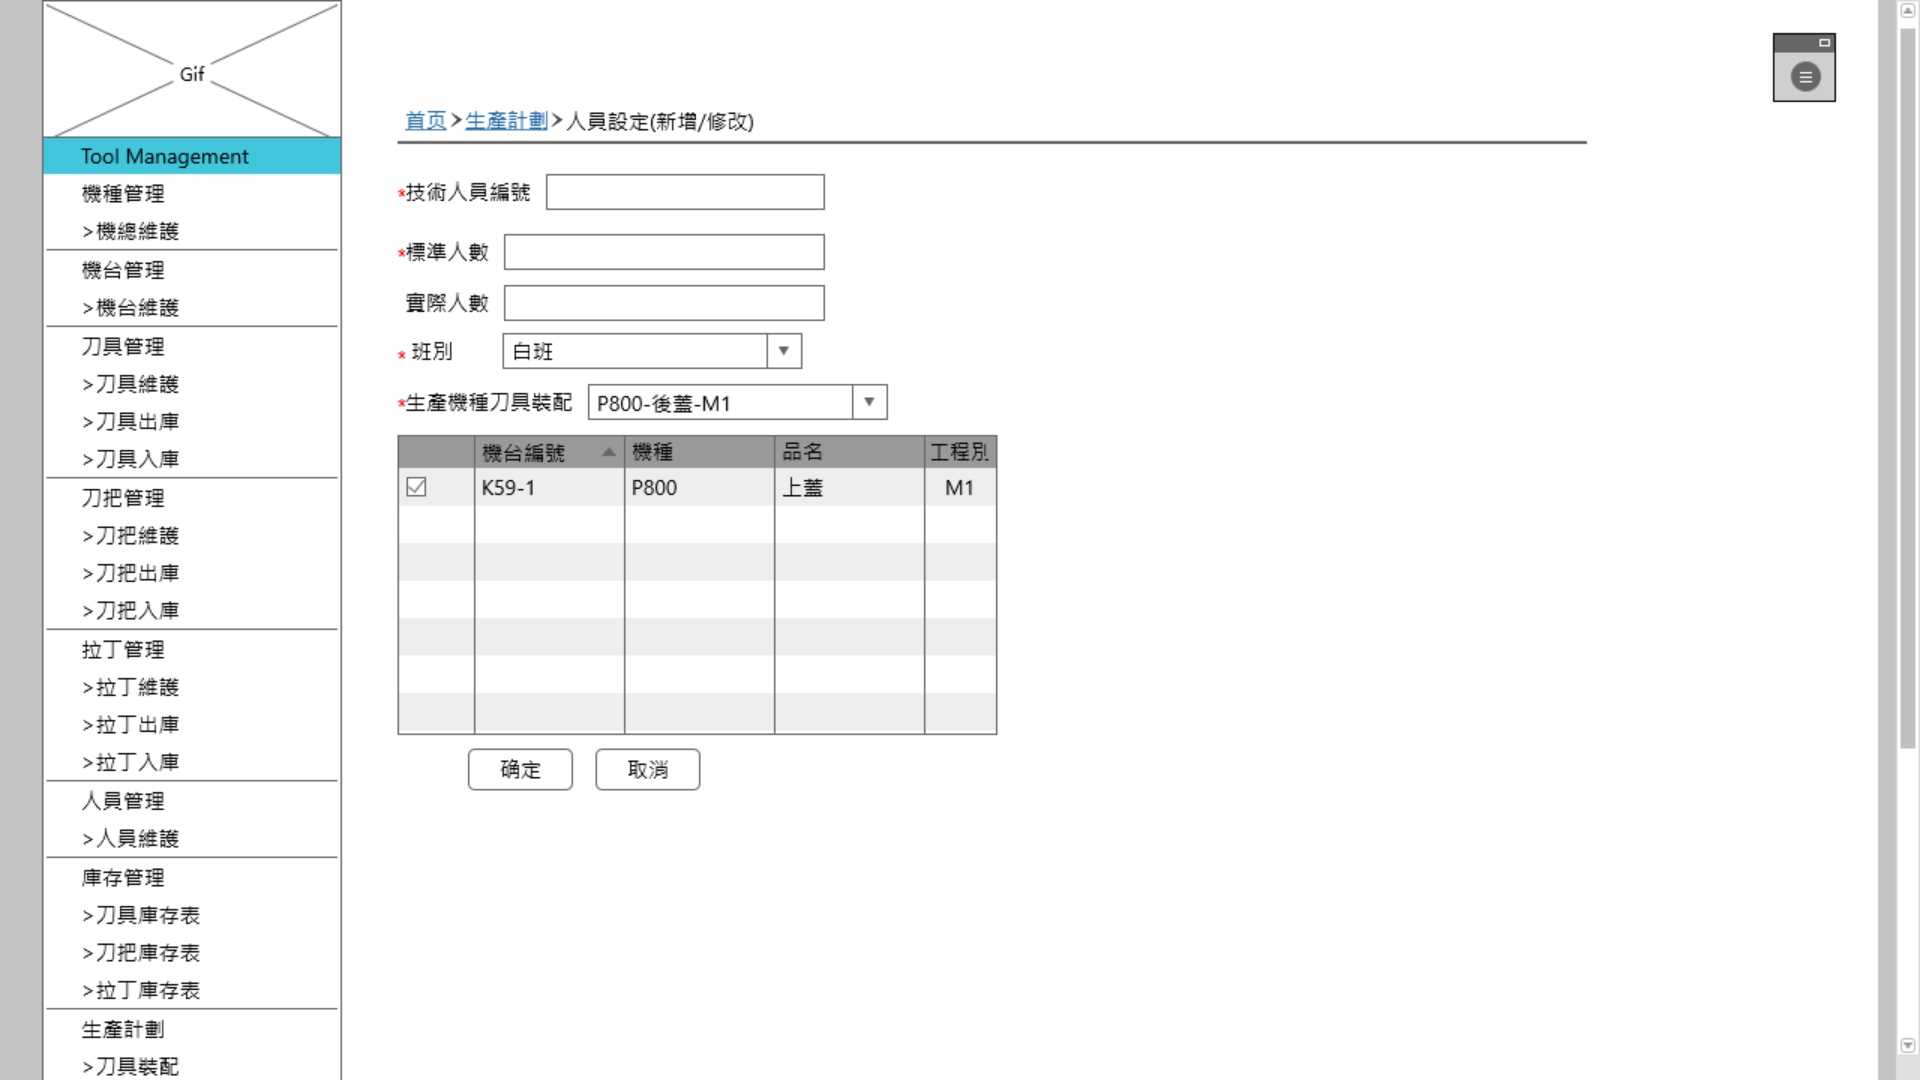 Gif
Tool Management
機種管理
>機總維護
機台管理
>機台維護
刀具管理
>刀具維護
>刀具出庫
>刀具入庫
刀把管理
>刀把維護
>刀把出庫
>刀把入庫
拉丁管理
>拉丁維護
>拉丁出庫
>拉丁入庫
人員管理
>人員維護
庫存管理
>刀具庫存表
>刀把庫存表
>拉丁庫存表
生產計劃
>刀具裝配
首页>生產計劃>人員設定(新增/修改)
*技術人員編號
*標準人數
實際人數
* 班別 白班
*生產機種刀具裝配 P800-後蓋-M1
機台編號 機種 品名 工程別
K59-1 P800 上蓋 M1
确定 取消